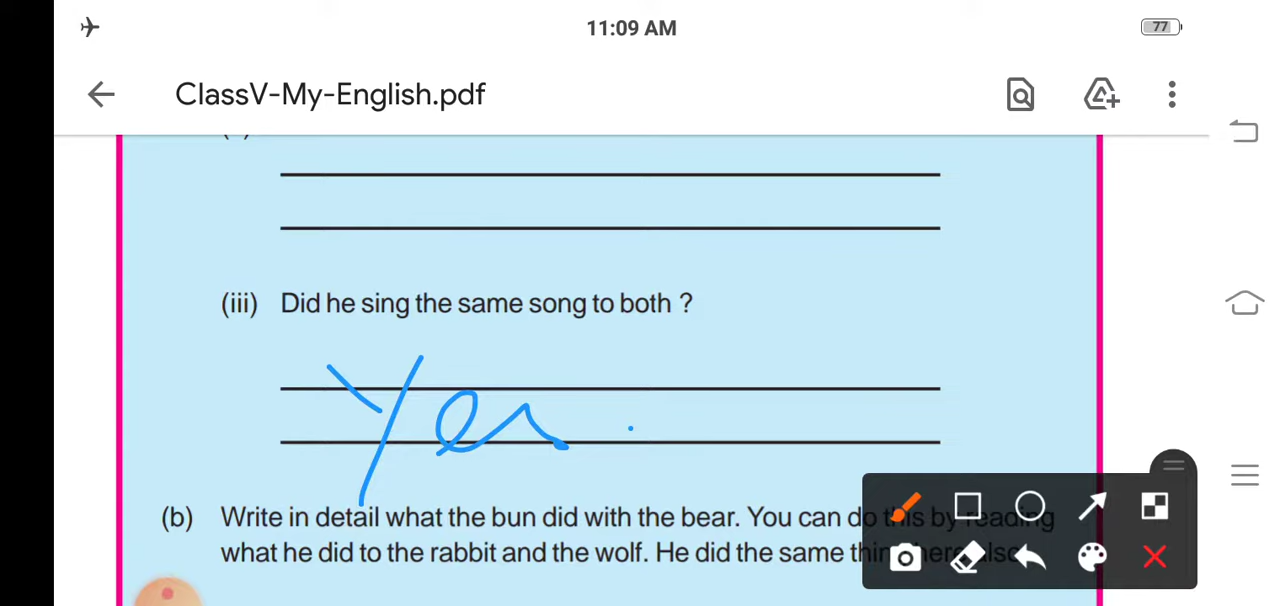 11:09 AM
77
ClassV-My-English.pdf
(iii) Did he sing the same song to both ?
Yes
(b) Write in detail what the bun did with the bear. You can do this by reading
what he did to the rabbit and the wolf. He did the same thing here also